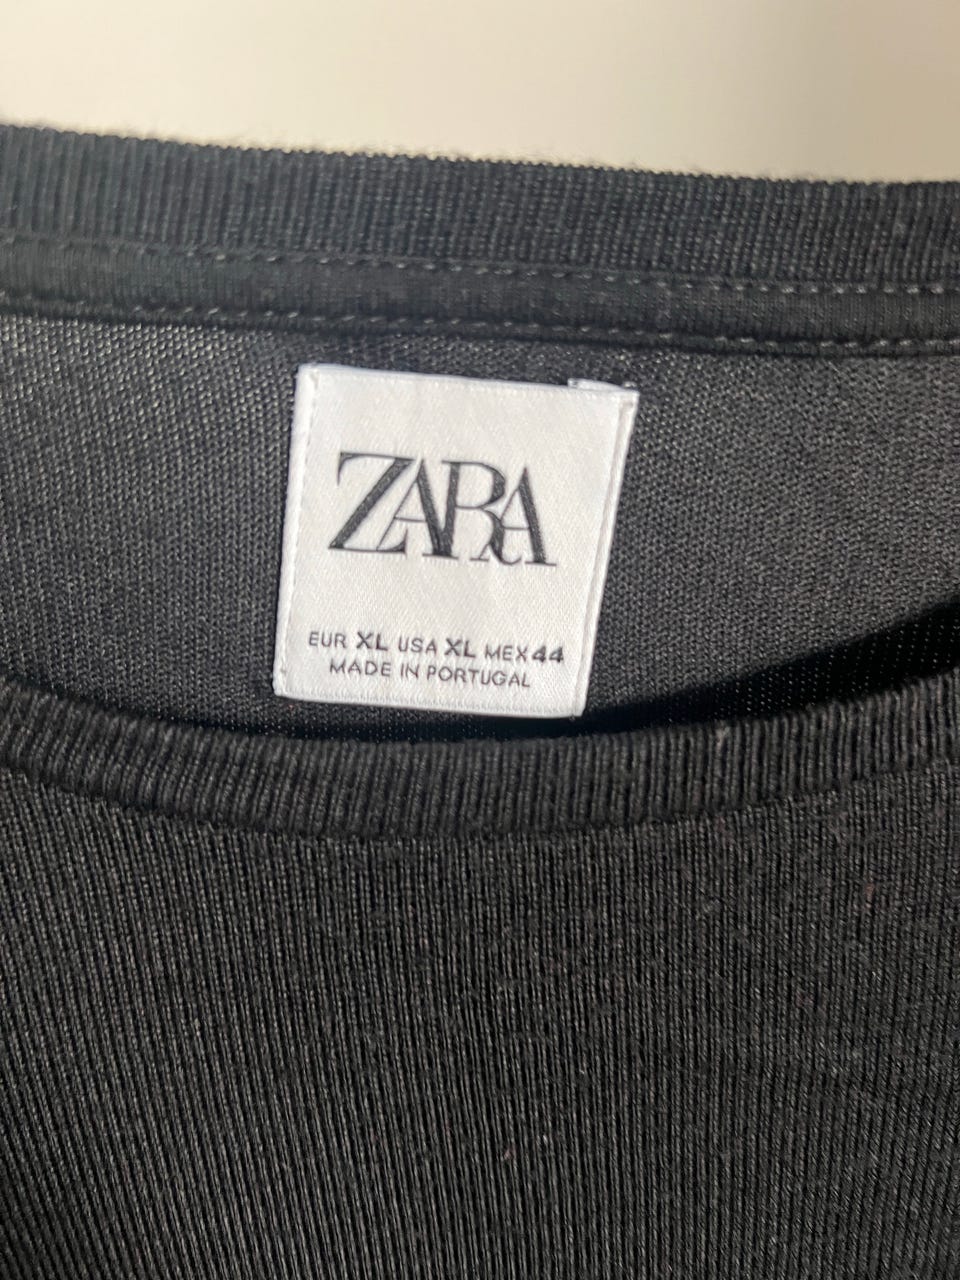 ZARA
EUR XL USA XL MEX 44
MADE IN PORTUGAL